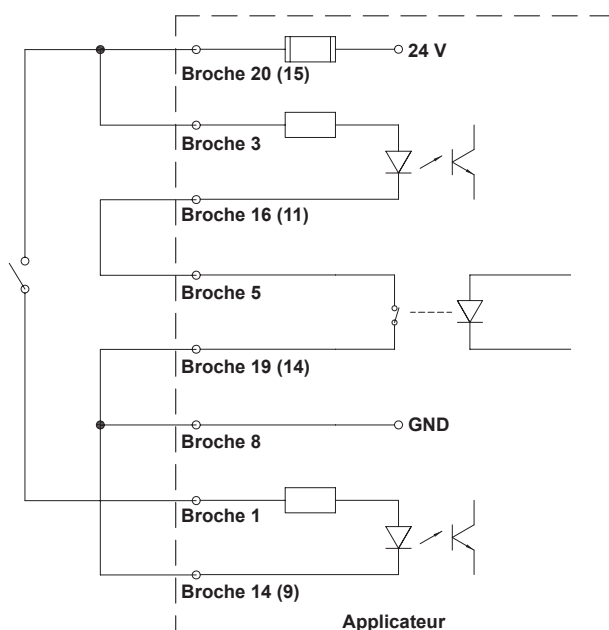 24 V
Broche 20 (15)
Broche 3
Broche 16 (11)
Broche 5
Broche 19 (14)
GND
Broche 8
Broche 1
Broche 14 (9)
Applicateur